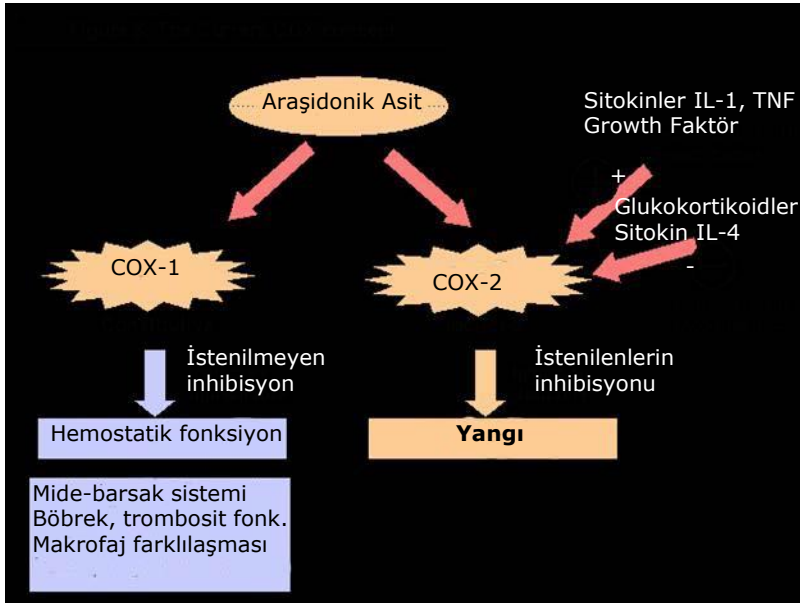 Araşidonik Asit
Sitokinler IL-1, TNF
Growth Faktör
+
Glukokortikoidler
Sitokin IL-4
-
COX-1
COX-2
İstenilmeyen
inhibisyon
İstenilenlerin
inhibisyonu
Hemostatik fonksiyon
Yangı
Mide-barsak sistemi
Böbrek, trombosit fonk.
Makrofaj farklılaşması